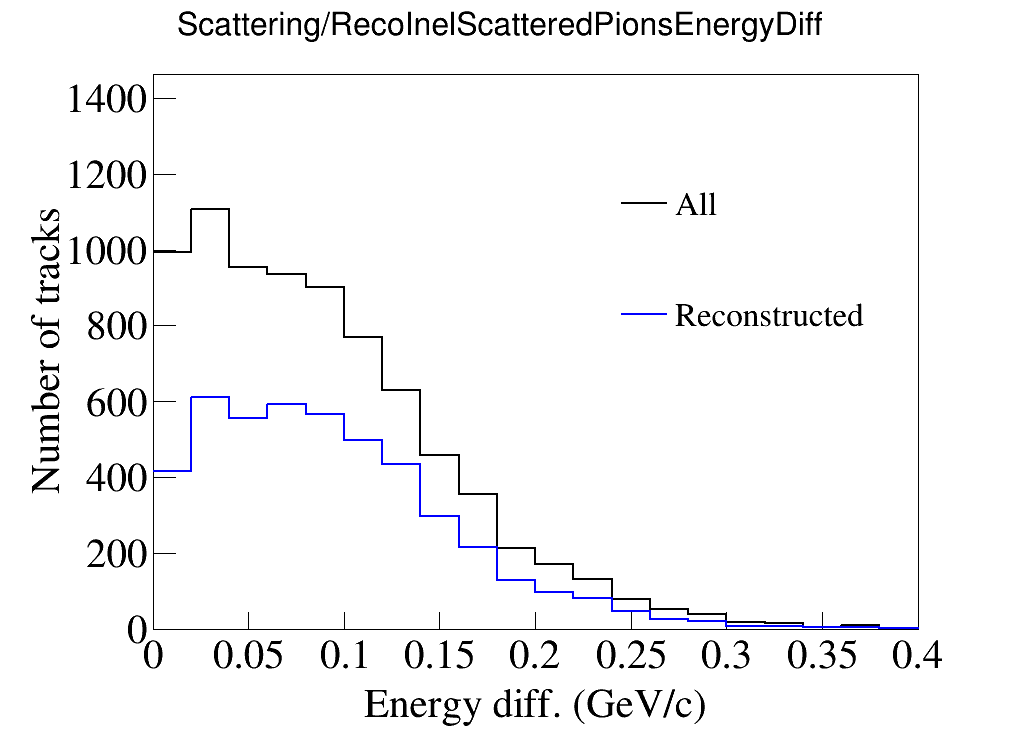 Scattering/RecoInelScatteredPionsEnergyDiff
1400
1200
1000
800
600
400
200
0
Number of tracks
All
Reconstructed
0 0.05 0.1 0.15 0.2 0.25 0.3 0.35 0.4
Energy diff. (GeV/c)